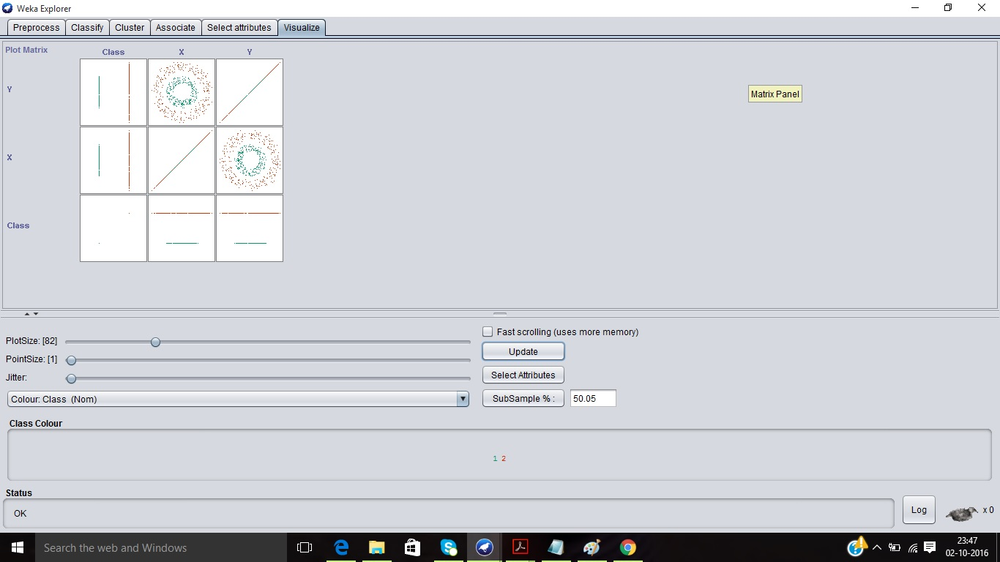 Weka Explorer
Preprocess Classify Cluster Associate Select attributes Visualize
Plot Matrix Class X Y
Y
Matrix Panel
X
Class
PlotSize: [82]
PointSize: [1]
Jitter:
Colour: Class (Nom)
Fast scrolling (uses more memory)
Update
Select Attributes
SubSample % : 50.05
Class Colour
1 2
Status
OK
Log x 0
Search the web and Windows
23:47
02-10-2016